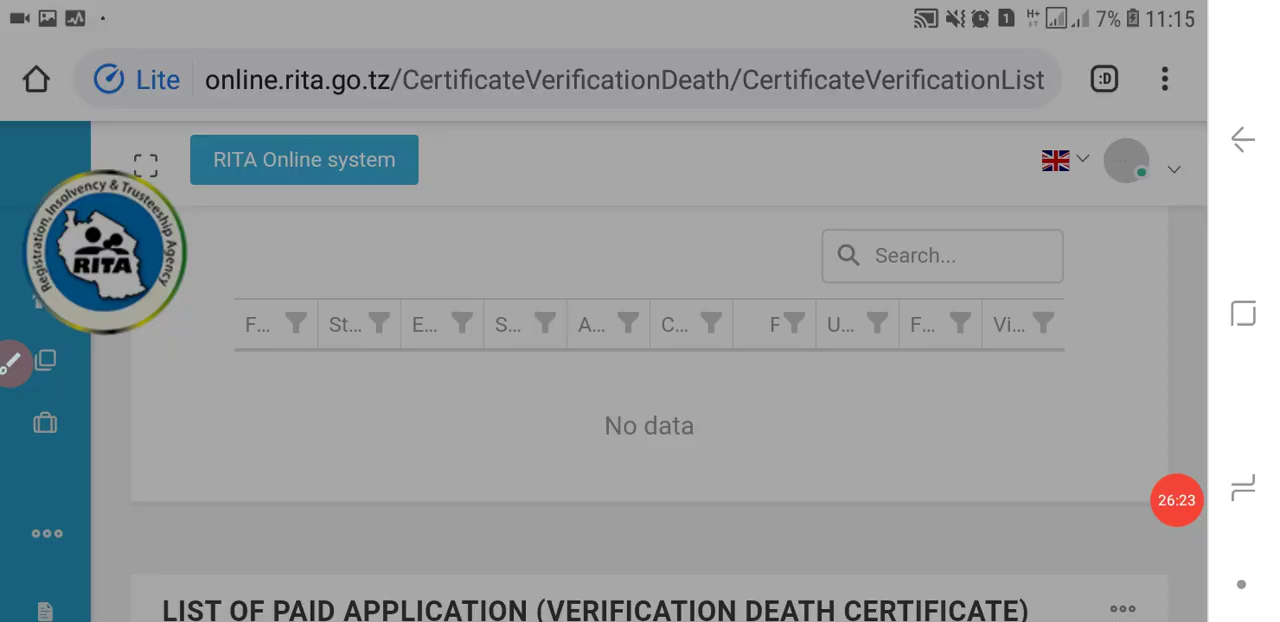 1 H+ 7% 11:15
Lite online.rita.go.tz/CertificateVerificationDeath/CertificateVerificationList :D
RITA Online system
Registration, Insolvency & Trusteeship Agency
RITA
Search...
F... St... E... S... A... C... F U... F... Vi...
No data
26:23
LIST OF PAID APPLICATION (VERIFICATION DEATH CERTIFICATE)